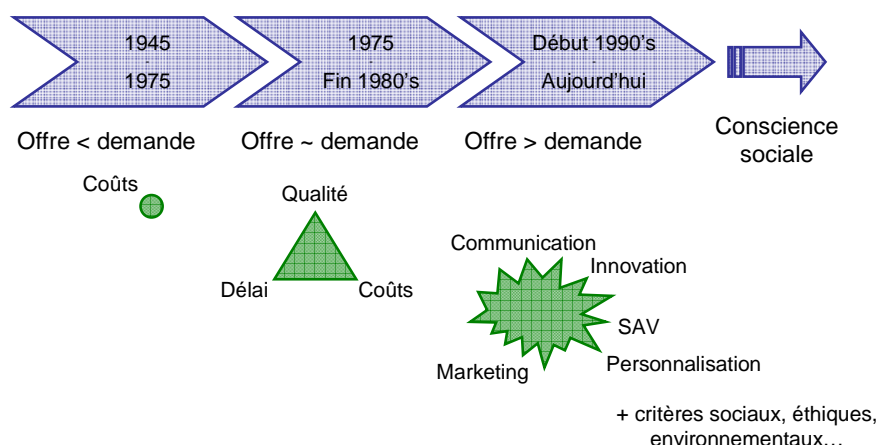 1945
-
1975
1975
-
Fin 1980's
Début 1990's
-
Aujourd'hui
Offre < demande
Offre ~ demande
Offre > demande
Conscience
sociale
Coûts
Qualité
Délai
Coûts
Communication
Innovation
SAV
Personnalisation
Marketing
+ critères sociaux, éthiques,
environnementaux...